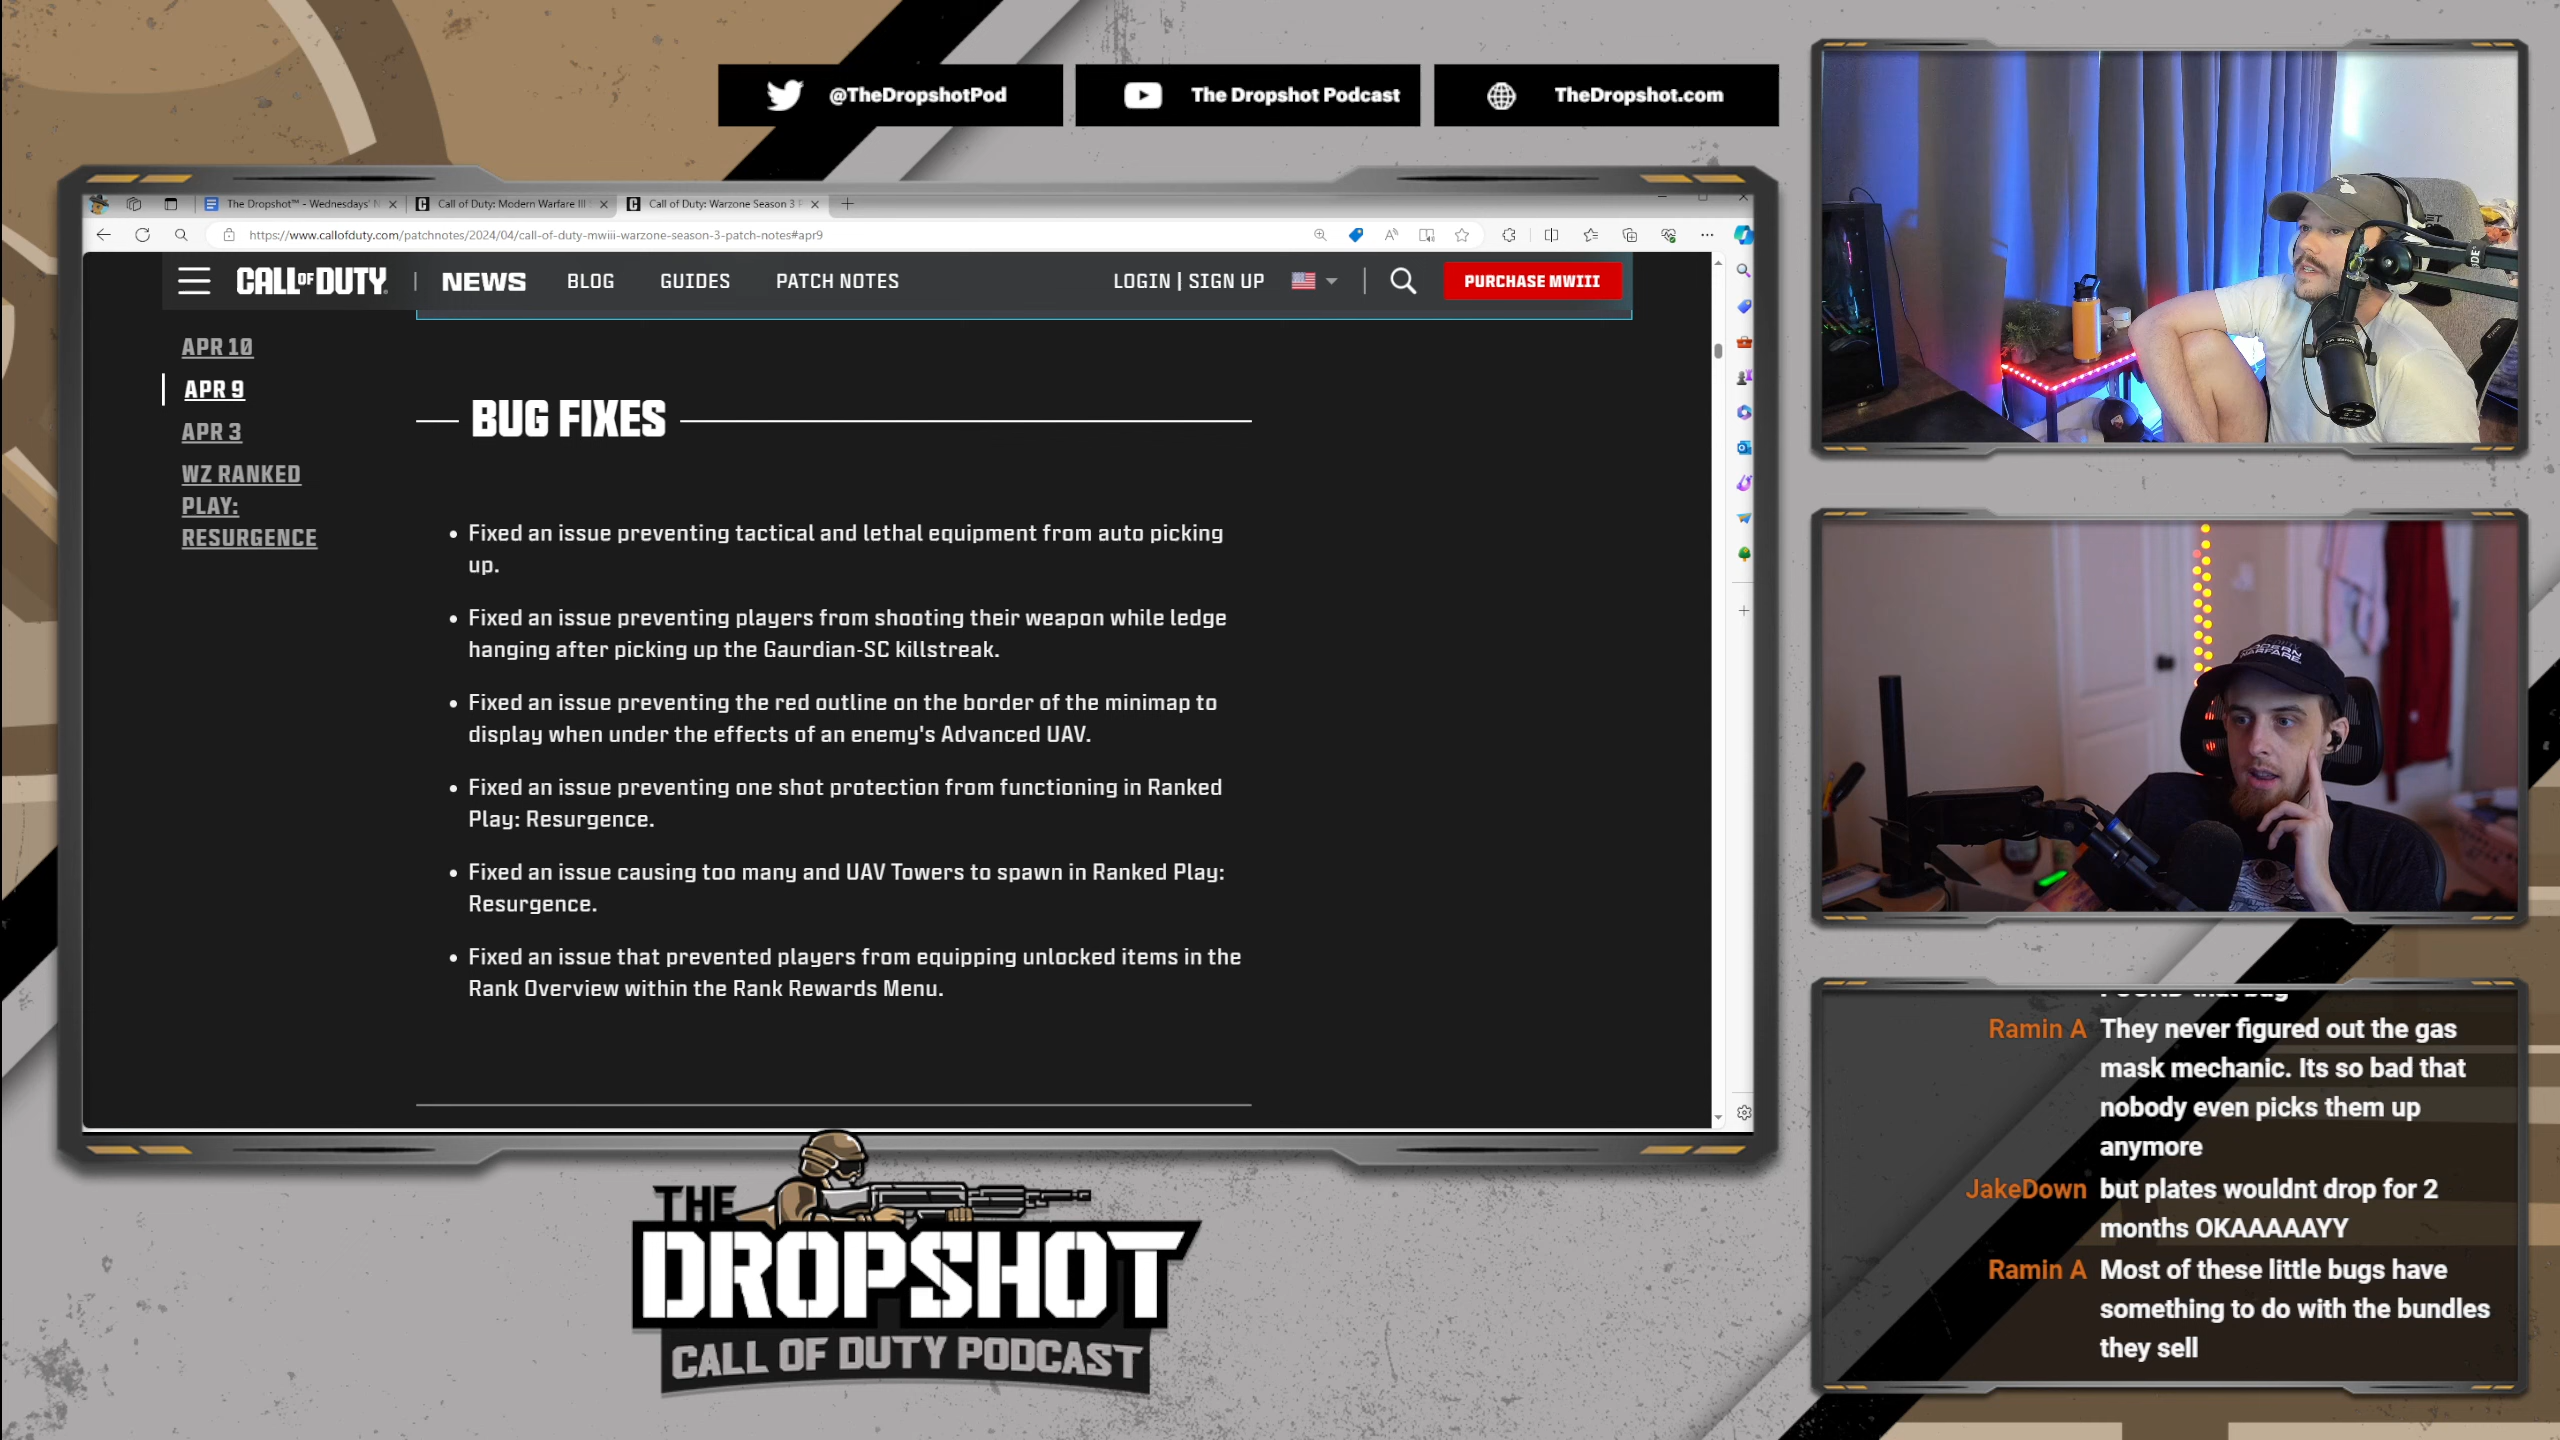 @TheDropshotPod
The Dropshot Podcast
TheDropshot.com
The Dropshot™ - Wednesdays' N
Call of Duty: Modern Warfare III
Call of Duty: Warzone Season 3 P
https://www.callofduty.com/patchnotes/2024/04/call-of-duty-mwiii-warzone-season-3-patch-notes#apr9
CALL OF DUTY
NEWS
BLOG
GUIDES
PATCH NOTES
LOGIN | SIGN UP
PURCHASE MWIII
APR 10
APR 9
APR 3
WZ RANKED
PLAY:
RESURGENCE
BUG FIXES
• Fixed an issue preventing tactical and lethal equipment from auto picking
up.
• Fixed an issue preventing players from shooting their weapon while ledge
hanging after picking up the Gaurdian-SC killstreak.
• Fixed an issue preventing the red outline on the border of the minimap to
display when under the effects of an enemy's Advanced UAV.
• Fixed an issue preventing one shot protection from functioning in Ranked
Play: Resurgence.
• Fixed an issue causing too many and UAV Towers to spawn in Ranked Play:
Resurgence.
• Fixed an issue that prevented players from equipping unlocked items in the
Rank Overview within the Rank Rewards Menu.
MODERN
WARFARE
that bug
Ramin A They never figured out the gas
mask mechanic. Its so bad that
nobody even picks them up
anymore
JakeDown but plates wouldnt drop for 2
months OKAAAAAYY
Ramin A Most of these little bugs have
something to do with the bundles
they sell
THE
DROPSHOT
CALL OF DUTY PODCAST